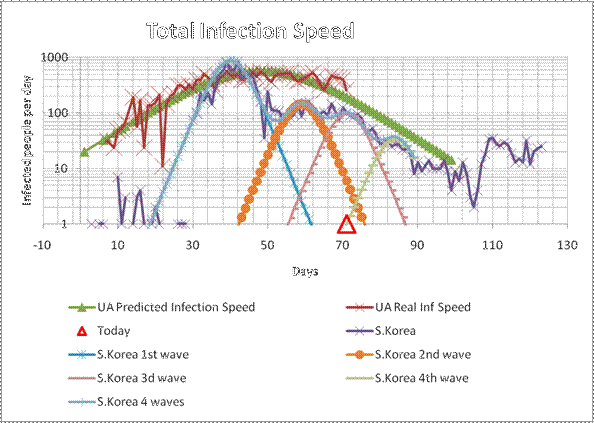 Total Infection Speed
1000
100
10
1
Infected people per day
-10 10 30 50 70 90 110 130
Days
UA Predicted Infection Speed
UA Real Inf Speed
Today
S.Korea
S.Korea 1st wave
S.Korea 2nd wave
S.Korea 3d wave
S.Korea 4th wave
S.Korea 4 waves